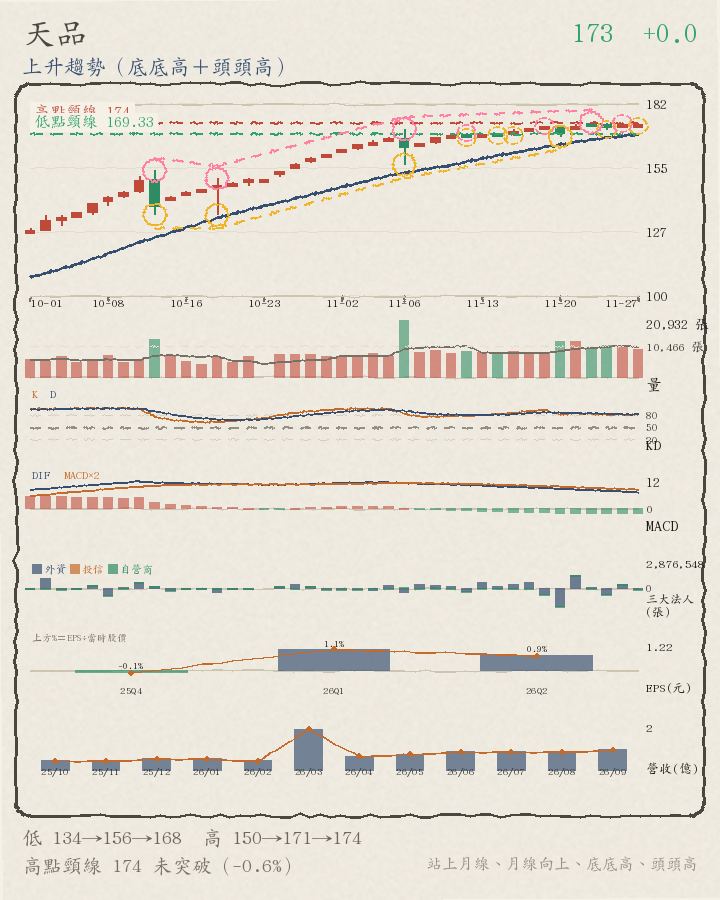 天品 173 +0.0
上升趨勢 (底底高+頭頭高)
高點頸線 174
低點頸線 169.33
182
155
127
100
10-01 10-08 10-16 10-23 11-02 11-06 11-13 11-20 11-27
20,932 張
10,466 張
量
K D
80
50
20
KD
DIF MACD×2
12
0
MACD
外資 投信 自營商
2,876,548
0
三大法人
(張)
上方%=EPS÷當時股價
-0.1% 1.1% 0.9%
1.22
25Q4 26Q1 26Q2
EPS(元)
2
25/10 25/11 25/12 26/01 26/02 26/03 26/04 26/05 26/06 26/07 26/08 26/09
營收(億)
低 134→156→168 高 150→171→174
高點頸線 174 未突破 (-0.6%)
站上月線、月線向上、底底高、頭頭高